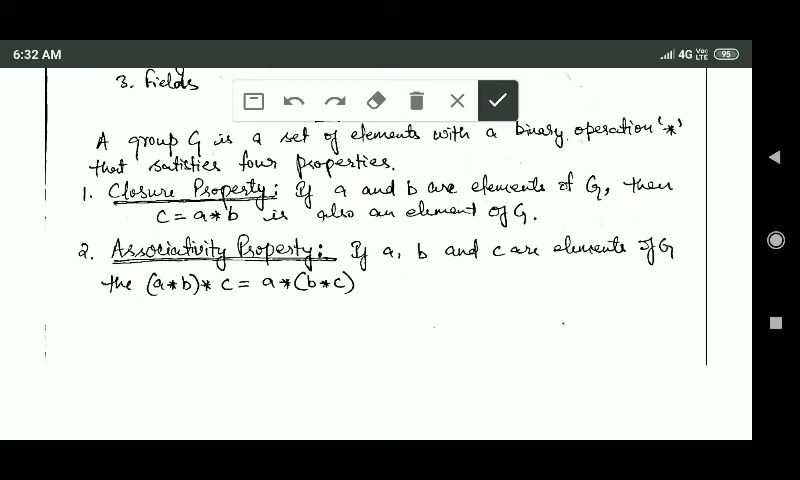 6:32 AM
4G VoLTE 95
3. Fields
A group G is a set of elements with a binary operation '*'
that satisties four properties.
1. Closure Property: If a and b are elements of G, then
c = a * b is also an element of G.
2. Associativity Property: If a, b and c are elements of G
the (a*b)* c = a*(b*c)